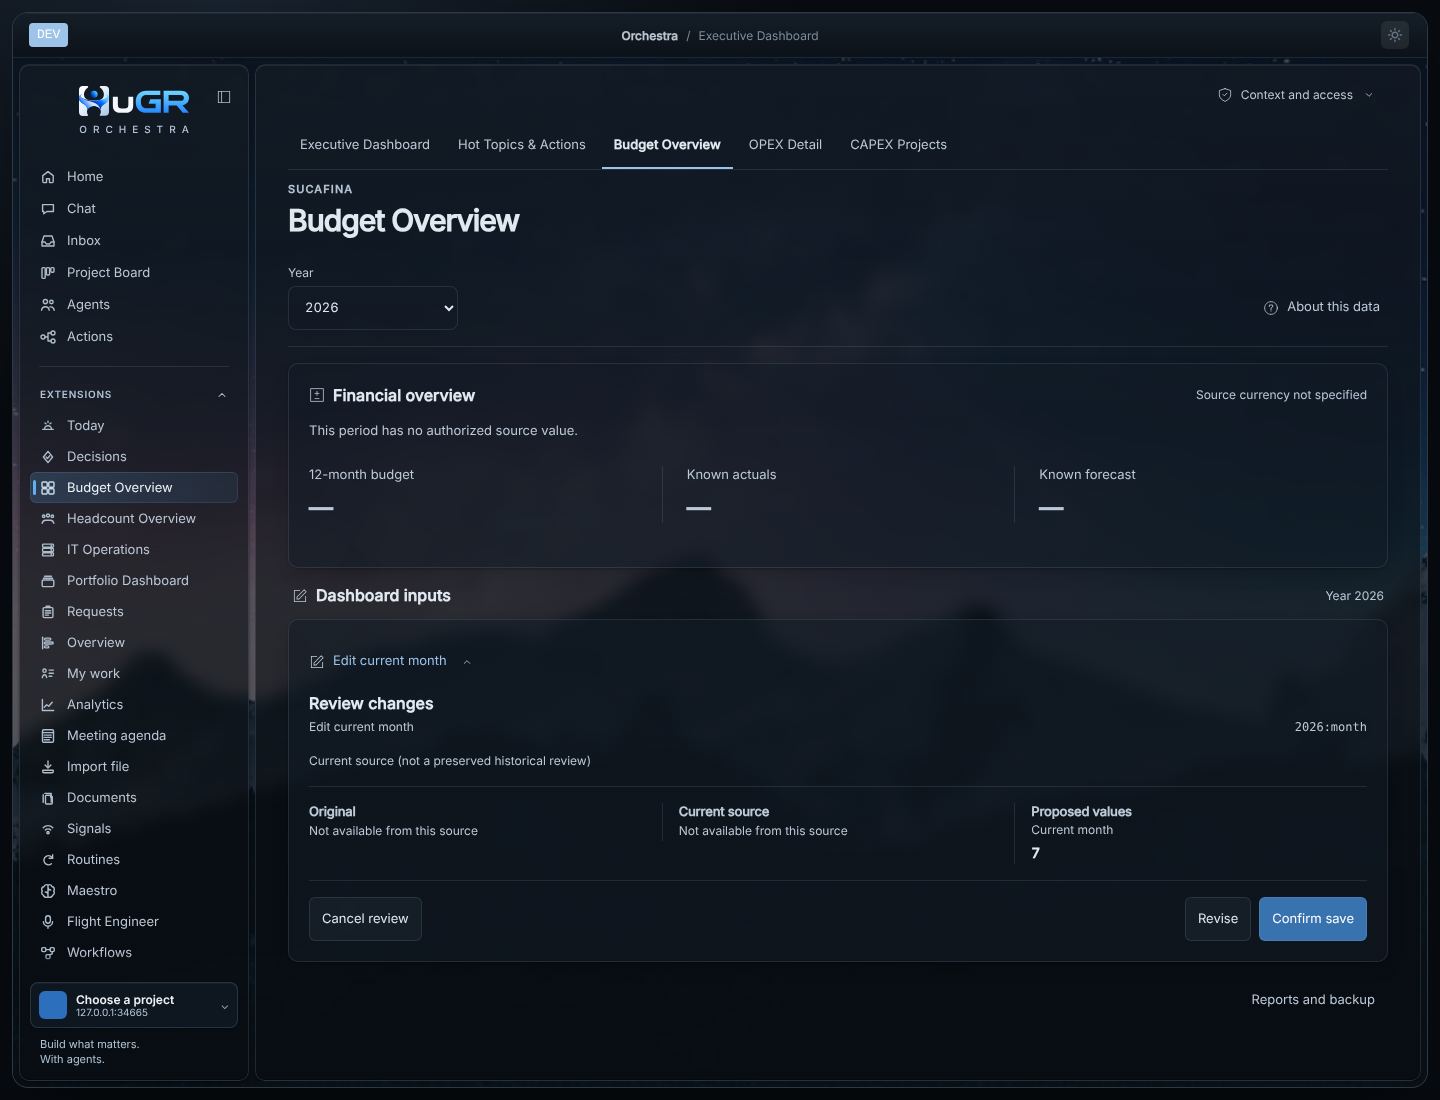 DEV
Orchestra / Executive Dashboard
HuGR
ORCHESTRA
Home
Chat
Inbox
Project Board
Agents
Actions
EXTENSIONS
Today
Decisions
Budget Overview
Headcount Overview
IT Operations
Portfolio Dashboard
Requests
Overview
My work
Analytics
Meeting agenda
Import file
Documents
Signals
Routines
Maestro
Flight Engineer
Workflows
Choose a project
127.0.0.1:34665
Build what matters.
With agents.
Context and access
Executive Dashboard Hot Topics & Actions Budget Overview OPEX Detail CAPEX Projects
SUCAFINA
Budget Overview
Year
2026
About this data
Financial overview
Source currency not specified
This period has no authorized source value.
12-month budget Known actuals Known forecast
— — —
Dashboard inputs
Year 2026
Edit current month
Review changes
Edit current month
2026:month
Current source (not a preserved historical review)
Original
Not available from this source
Current source
Not available from this source
Proposed values
Current month
7
Cancel review
Revise
Confirm save
Reports and backup